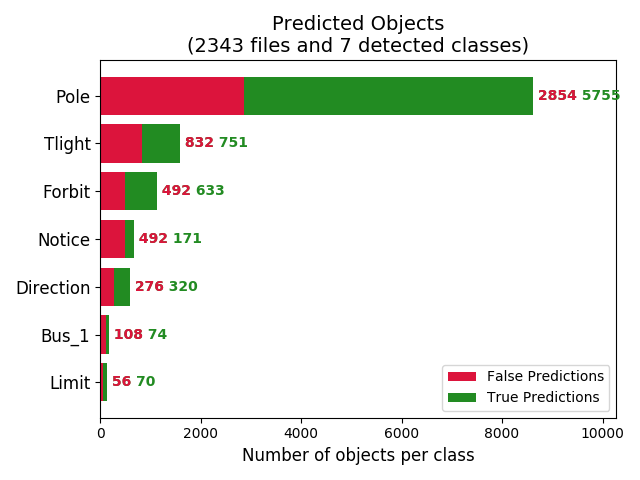 Predicted Objects
(2343 files and 7 detected classes)
Pole 2854 5755
Tlight 832 751
Forbit 492 633
Notice 492 171
Direction 276 320
Bus_1 108 74
Limit 56 70
False Predictions
True Predictions
0 2000 4000 6000 8000 10000
Number of objects per class